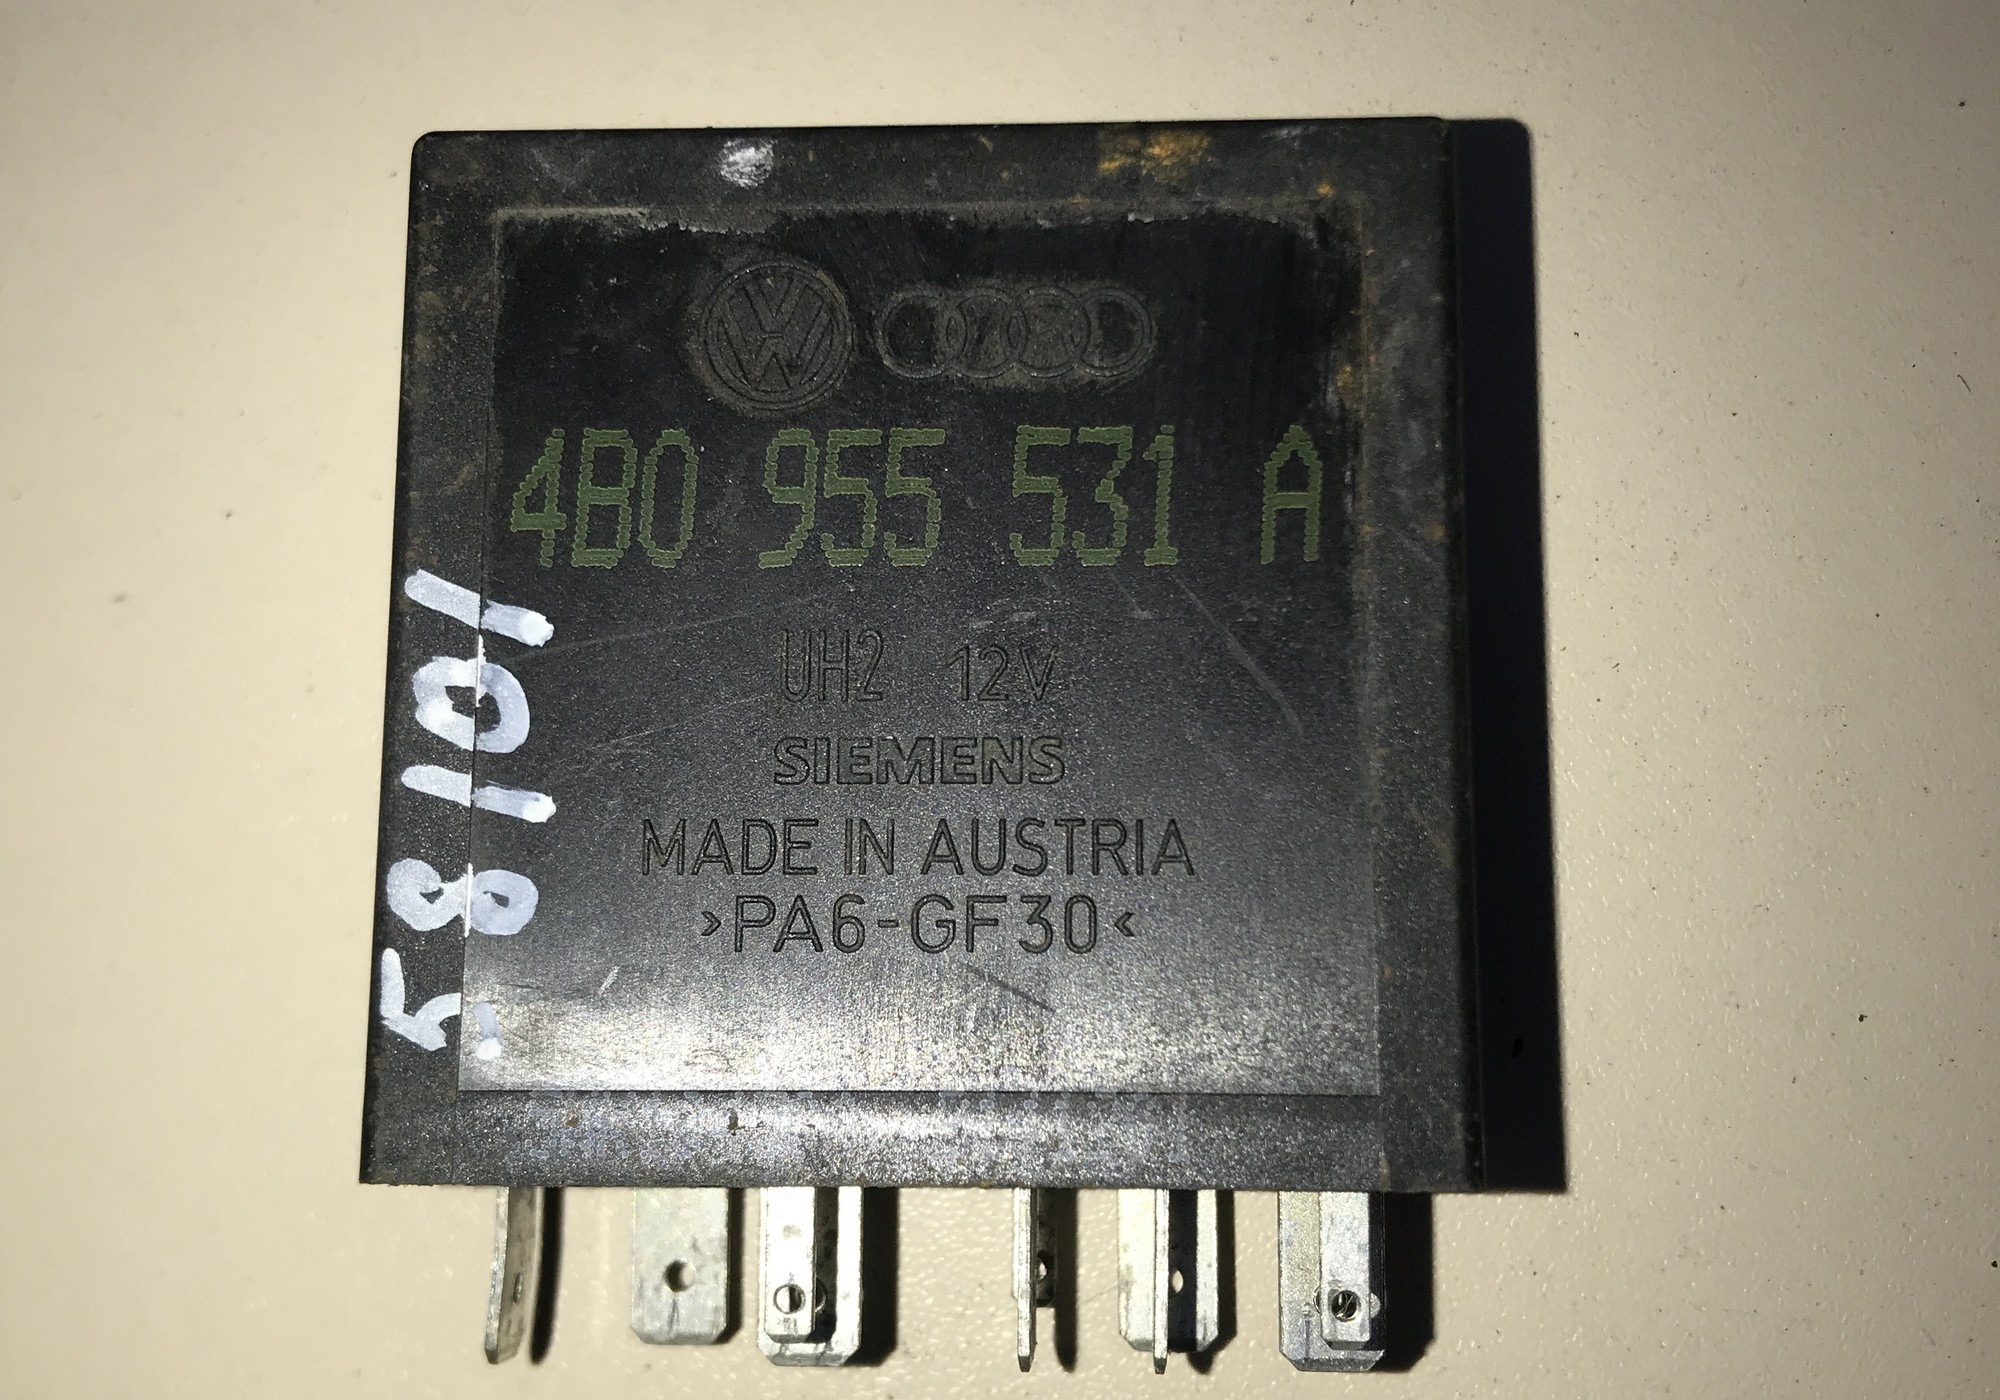 4B0 955 531 A
UH2 12V
SIEMENS
MADE IN AUSTRIA
>PA6-GF30<
58101